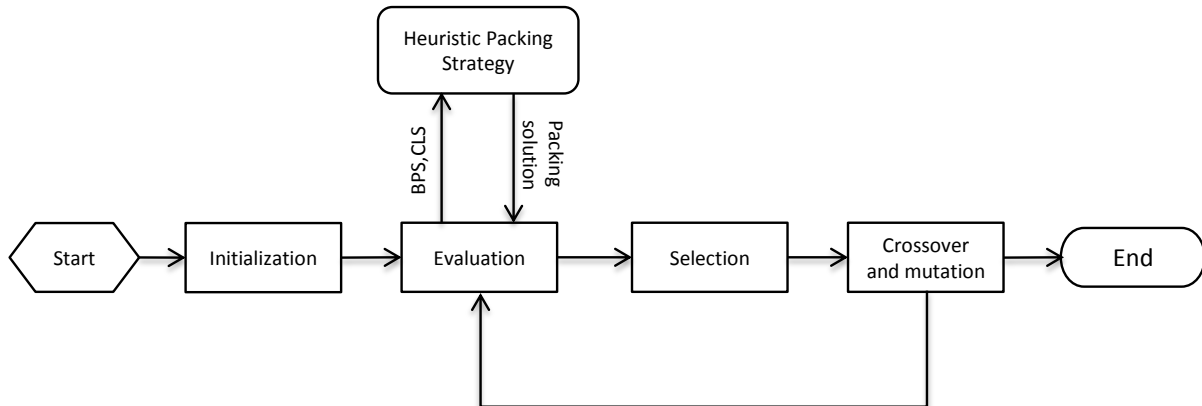 Heuristic Packing
Strategy
BPS,CLS
Packing
solution
Start
Initialization
Evaluation
Selection
Crossover
and mutation
End